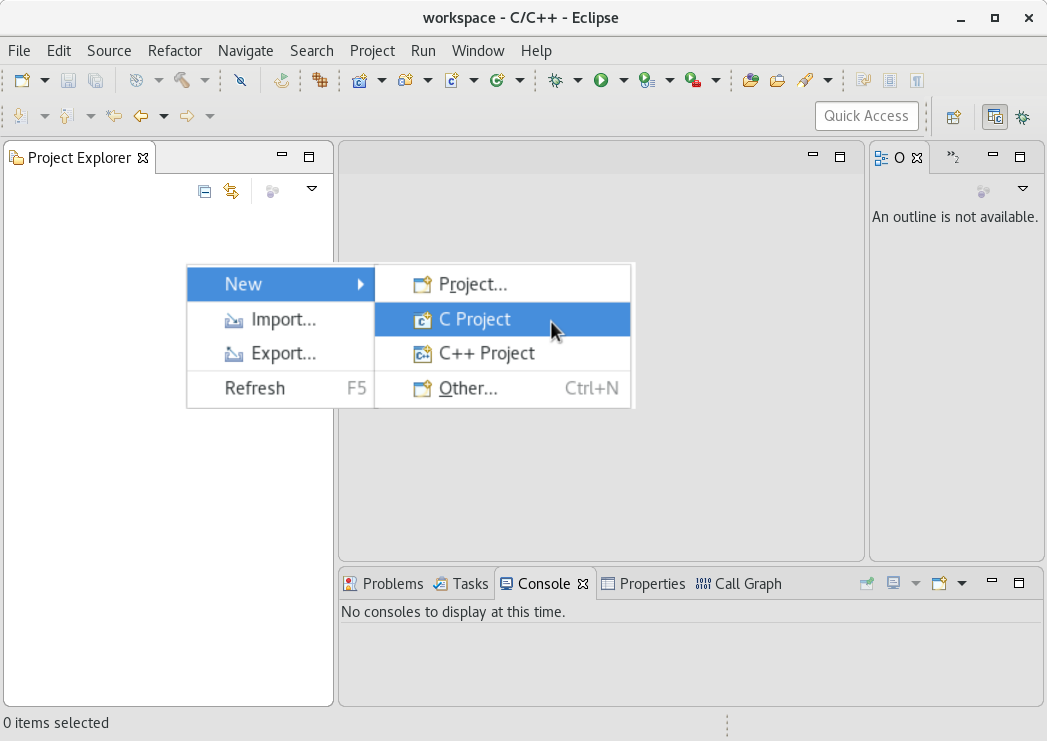 workspace - C/C++ - Eclipse
File Edit Source Refactor Navigate Search Project Run Window Help
Quick Access
Project Explorer
O
»2
An outline is not available.
New
Import...
Export...
Refresh F5
Project...
C Project
C++ Project
Other... Ctrl+N
Problems Tasks Console Properties Call Graph
No consoles to display at this time.
0 items selected